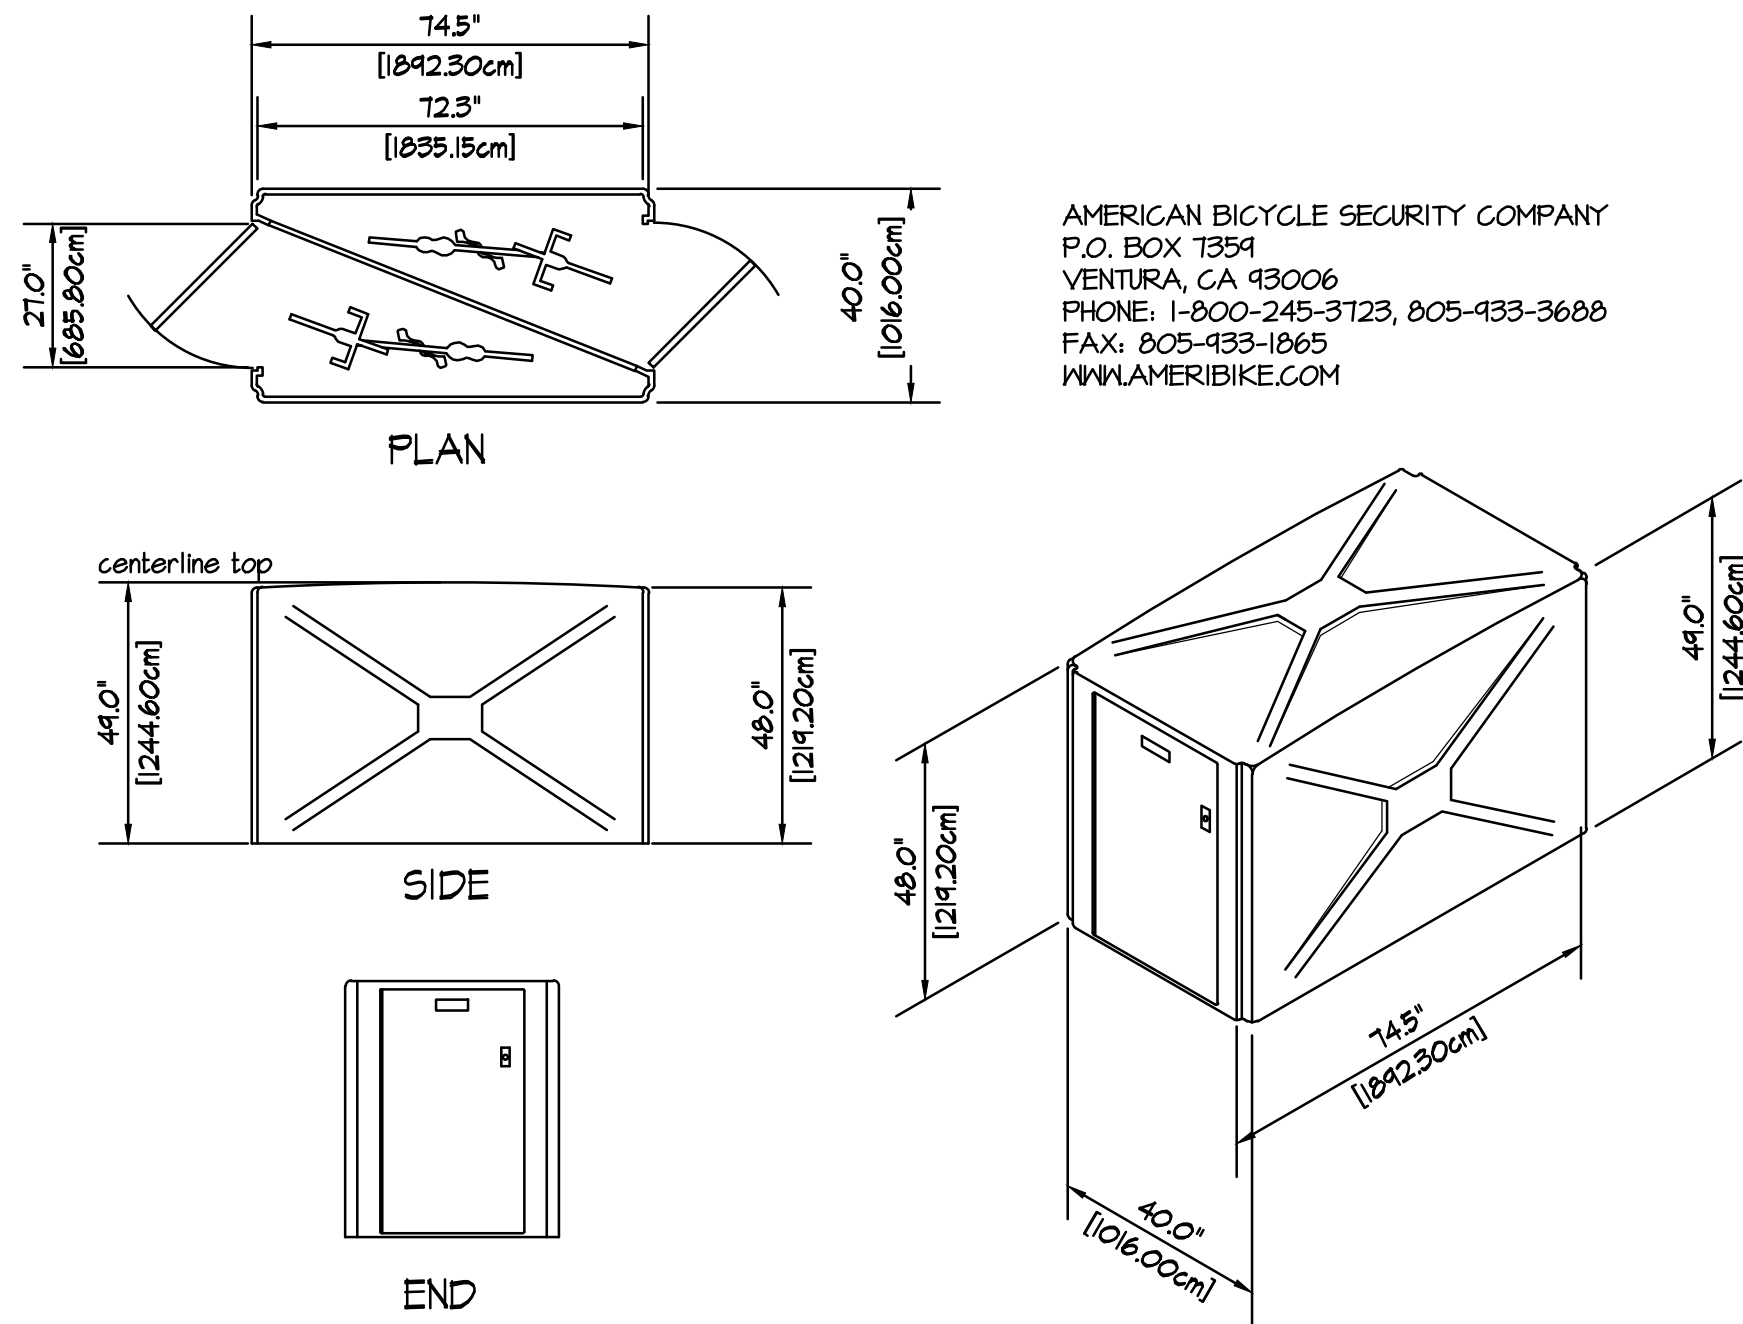 74.5"
[1892.30cm]
72.3"
[1835.15cm]
27.0"
[685.80cm]
40.0"
[1016.00cm]
PLAN
AMERICAN BICYCLE SECURITY COMPANY
P.O. BOX 7359
VENTURA, CA 93006
PHONE: 1-800-245-3723, 805-933-3688
FAX: 805-933-1865
WWW.AMERIBIKE.COM
centerline top
49.0"
[1244.60cm]
48.0"
[1219.20cm]
SIDE
END
49.0"
[1244.60cm]
48.0"
[1219.20cm]
74.5"
[1892.30cm]
40.0"
[1016.00cm]